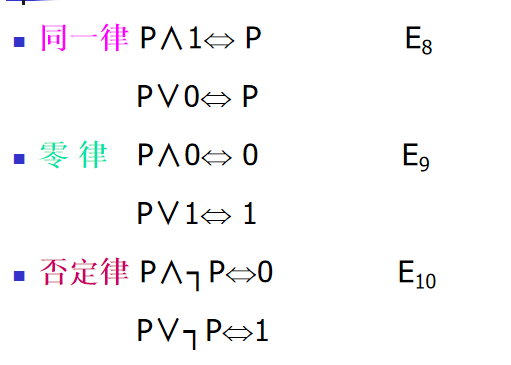 同一律 P∧1⇔ P E₈
P∨0⇔ P
零 律 P∧0⇔ 0 E₉
P∨1⇔ 1
否定律 P∧┐P⇔0 E₁₀
P∨┐P⇔1